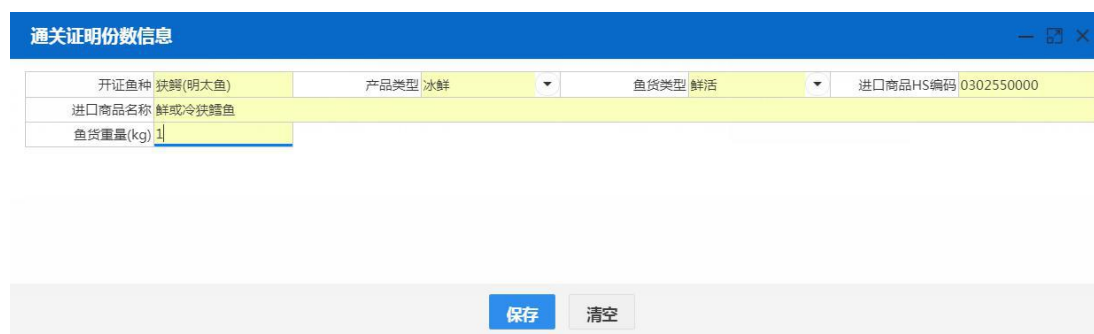 通关证明份数信息
开证鱼种 狭鳕(明太鱼) 产品类型 冰鲜 鱼货类型 鲜活 进口商品HS编码 0302550000
进口商品名称 鲜或冷狭鳕鱼
鱼货重量(kg) 1
保存 清空